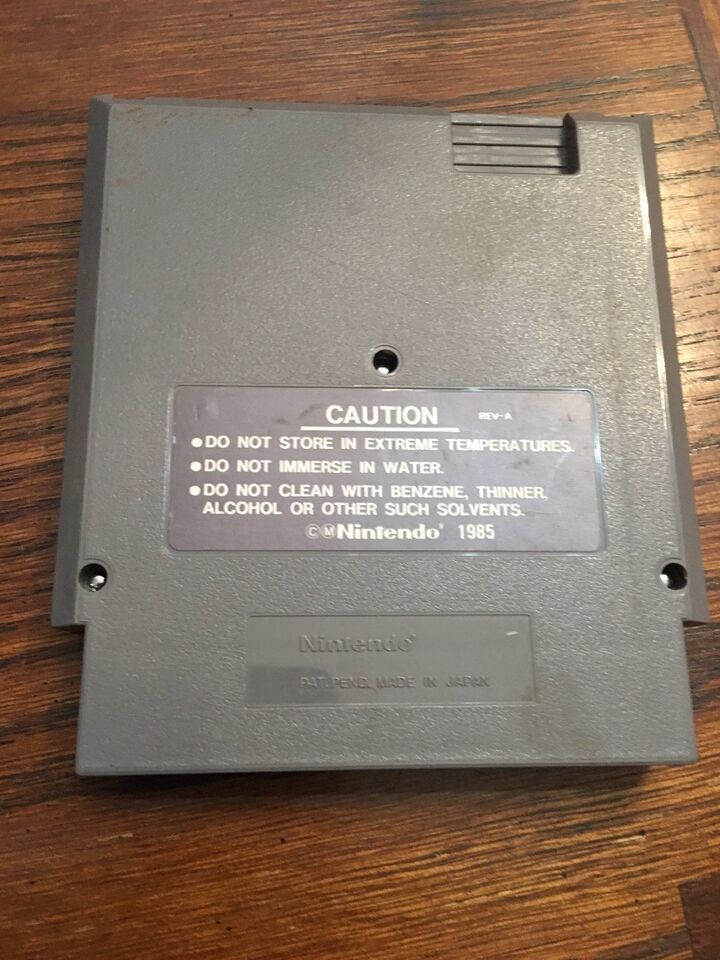 CAUTION REV-A
●DO NOT STORE IN EXTREME TEMPERATURES.
●DO NOT IMMERSE IN WATER.
●DO NOT CLEAN WITH BENZENE, THINNER,
ALCOHOL OR OTHER SUCH SOLVENTS.
©ⓂNintendo® 1985
Nintendo®
PAT. PEND. MADE IN JAPAN